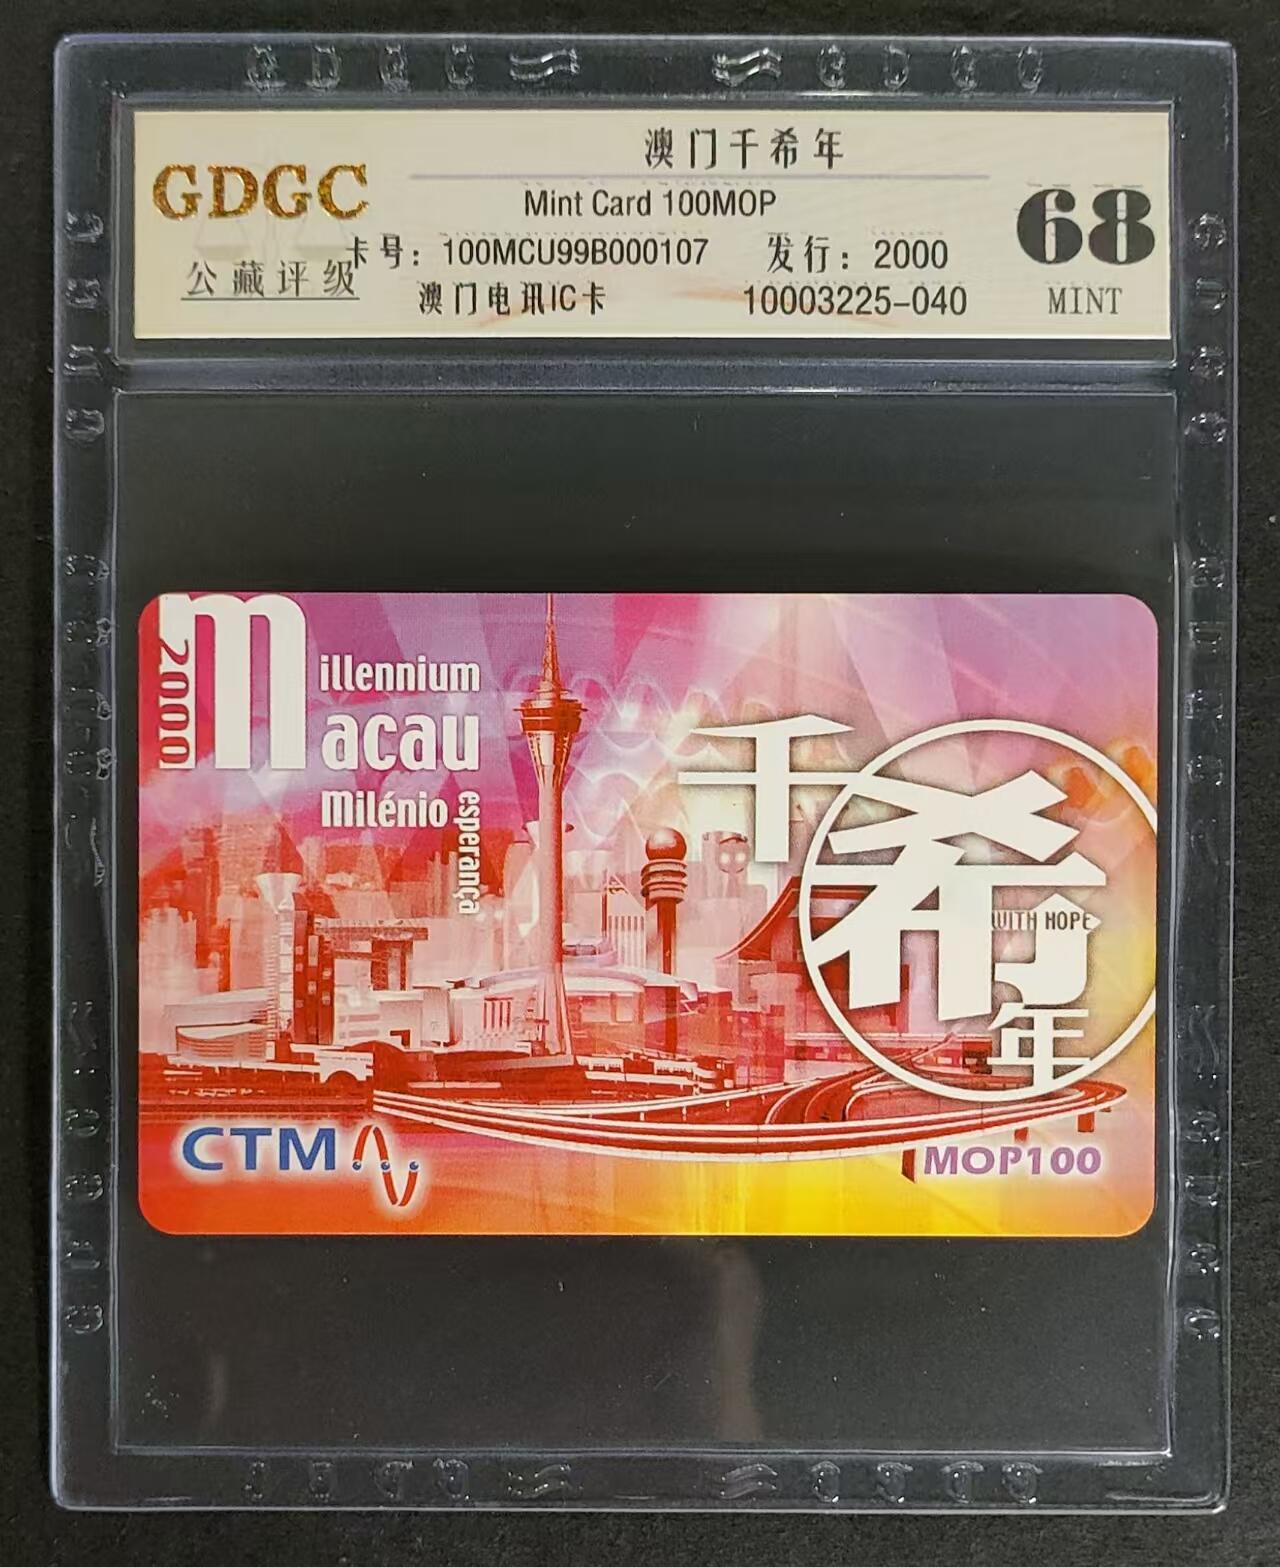 澳门千希年
GDGC
Mint Card 100MOP
68
卡号：100MCU99B000107 发行：2000
公藏评级
澳门电讯IC卡 10003225-040
MINT
2000
Millennium
Macau
Milénio
esperança
千希年
WITH HOPE
CTM
MOP100